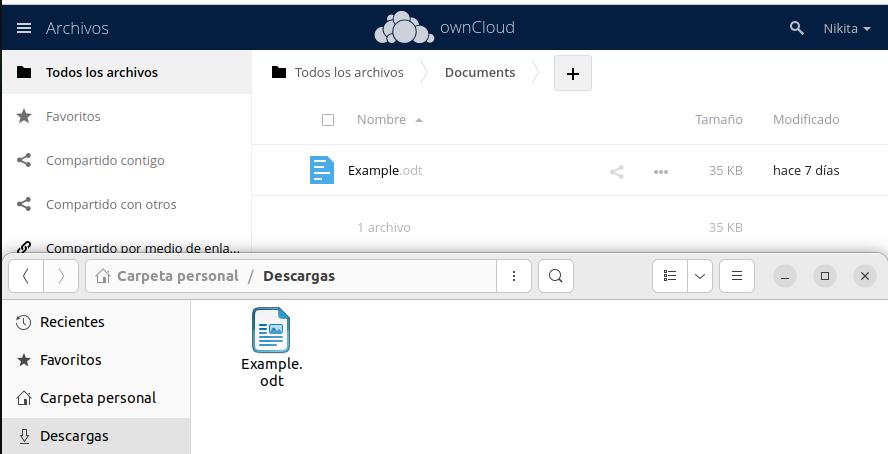 Archivos
ownCloud
Nikita
Todos los archivos
Favoritos
Compartido contigo
Compartido con otros
Compartido por medio de enla...
Todos los archivos
Documents
+
Nombre
Tamaño
Modificado
Example.odt
35 KB
hace 7 días
1 archivo
35 KB
Carpeta personal / Descargas
Recientes
Favoritos
Carpeta personal
Descargas
Example.
odt